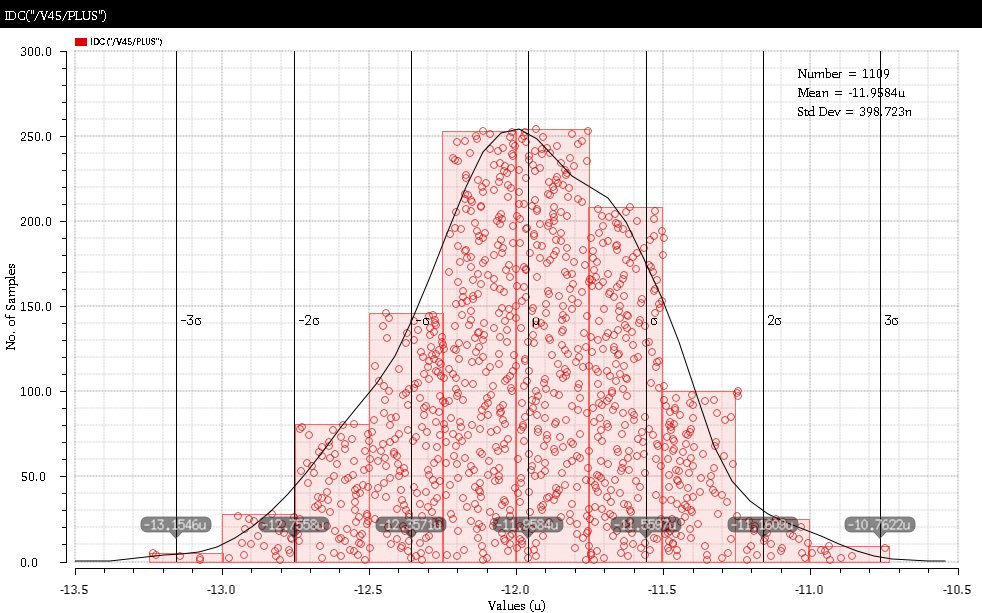 IDC("/V45/PLUS")
IDC("/V45/PLUS")
Number = 1109
Mean = -11.9584u
Std Dev = 398.723n
300.0
250.0
200.0
150.0
100.0
50.0
0.0
No. of Samples
-3σ
-2σ
-σ
μ
σ
2σ
3σ
-13.1546u
-12.7558u
-12.3571u
-11.9584u
-11.5597u
-11.1609u
-10.7622u
-13.5
-13.0
-12.5
-12.0
-11.5
-11.0
-10.5
Values (u)